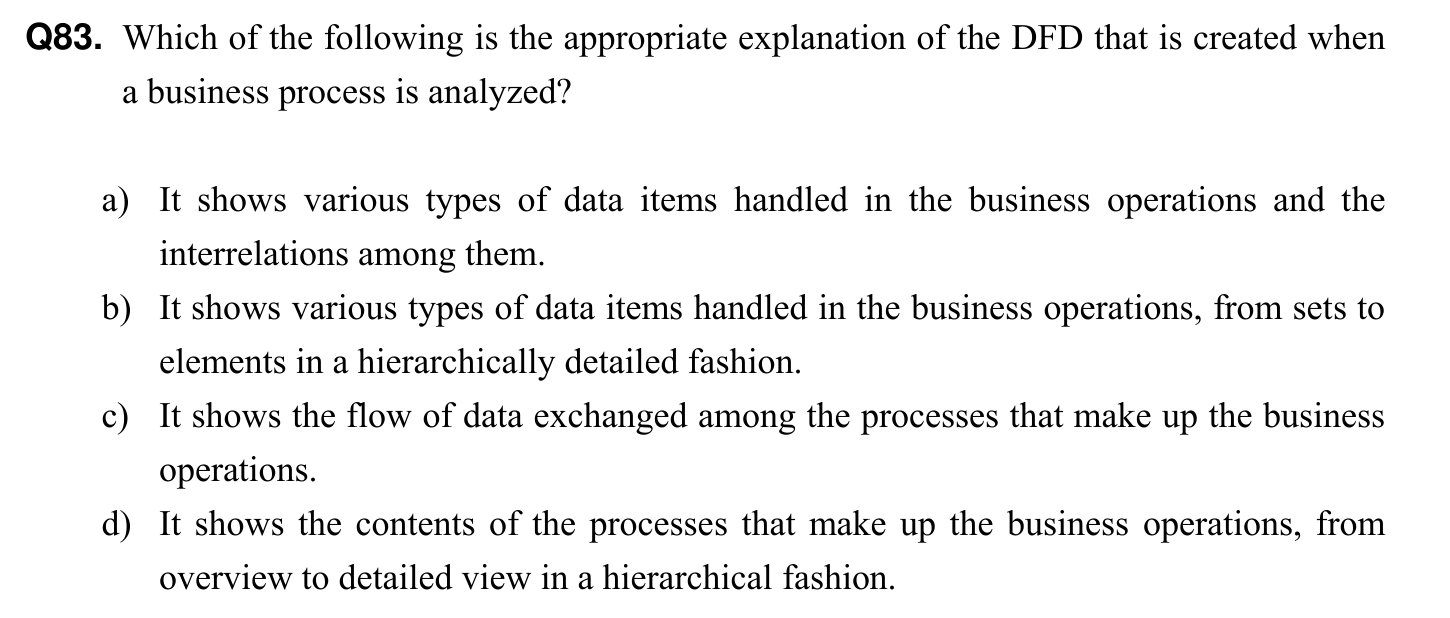 Q83. Which of the following is the appropriate explanation of the DFD that is created when
a business process is analyzed?
a) It shows various types of data items handled in the business operations and the
interrelations among them.
b) It shows various types of data items handled in the business operations, from sets to
elements in a hierarchically detailed fashion.
c) It shows the flow of data exchanged among the processes that make up the business
operations.
d) It shows the contents of the processes that make up the business operations, from
overview to detailed view in a hierarchical fashion.